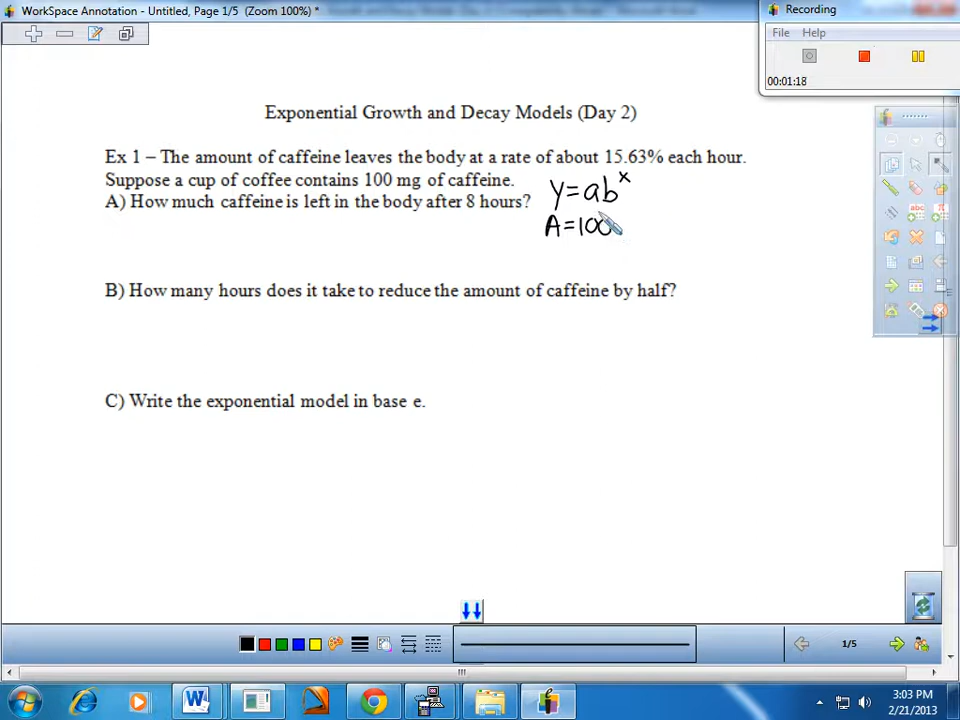 WorkSpace Annotation - Untitled, Page 1/5 (Zoom 100%) *
Recording
File Help
00:01:18
Exponential Growth and Decay Models (Day 2)
Ex 1 – The amount of caffeine leaves the body at a rate of about 15.63% each hour.
Suppose a cup of coffee contains 100 mg of caffeine.
y=ab^x
A) How much caffeine is left in the body after 8 hours?
A=100
B) How many hours does it take to reduce the amount of caffeine by half?
C) Write the exponential model in base e.
1/5
3:03 PM
2/21/2013